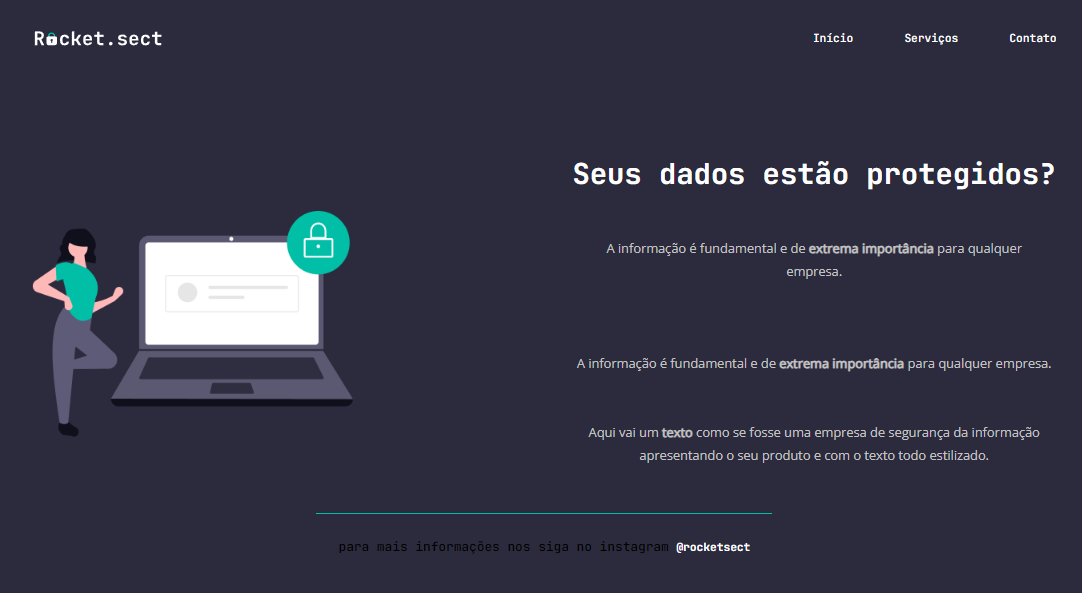 Rocket.sect
Início Serviços Contato
Seus dados estão protegidos?
A informação é fundamental e de extrema importância para qualquer
empresa.
A informação é fundamental e de extrema importância para qualquer empresa.
Aqui vai um texto como se fosse uma empresa de segurança da informação
apresentando o seu produto e com o texto todo estilizado.
para mais informações nos siga no instagram @rocketsect